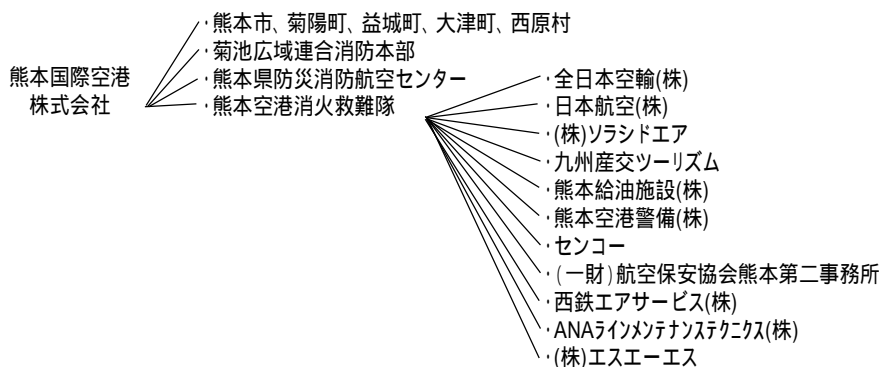 熊本国際空港
株式会社
・熊本市、菊陽町、益城町、大津町、西原村
・菊池広域連合消防本部
・熊本県防災消防航空センター
・熊本空港消火救難隊
・全日本空輸(株)
・日本航空(株)
・(株)ソラシドエア
・九州産交ツーリズム
・熊本給油施設(株)
・熊本空港警備(株)
・センコー
・(一財)航空保安協会熊本第二事務所
・西鉄エアサービス(株)
・ANAラインメンテナンステクニクス(株)
・(株)エスエーエス